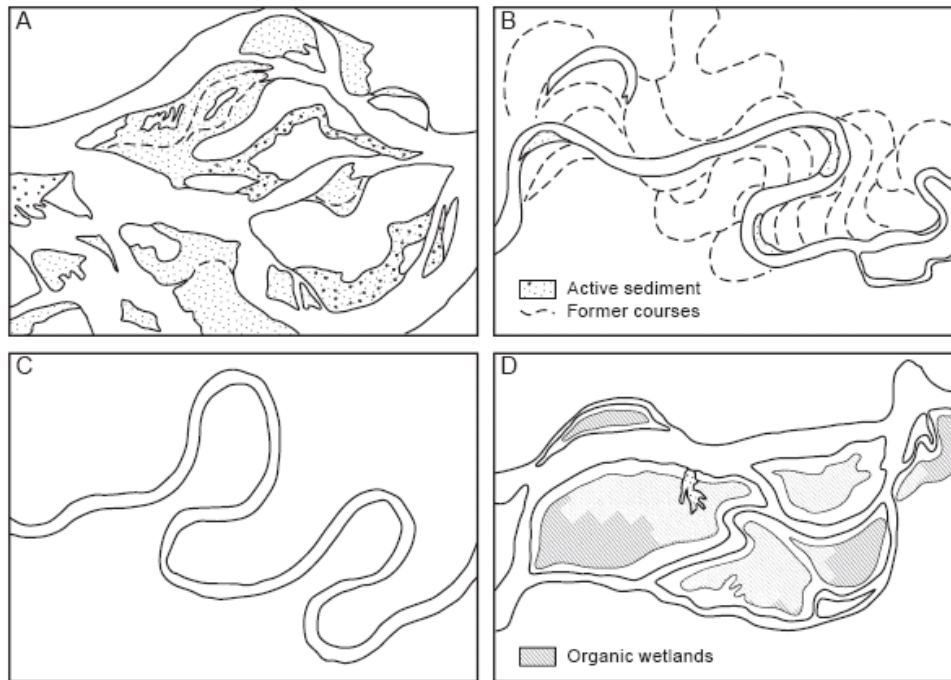 A
B
Active sediment
Former courses
C
D
Organic wetlands